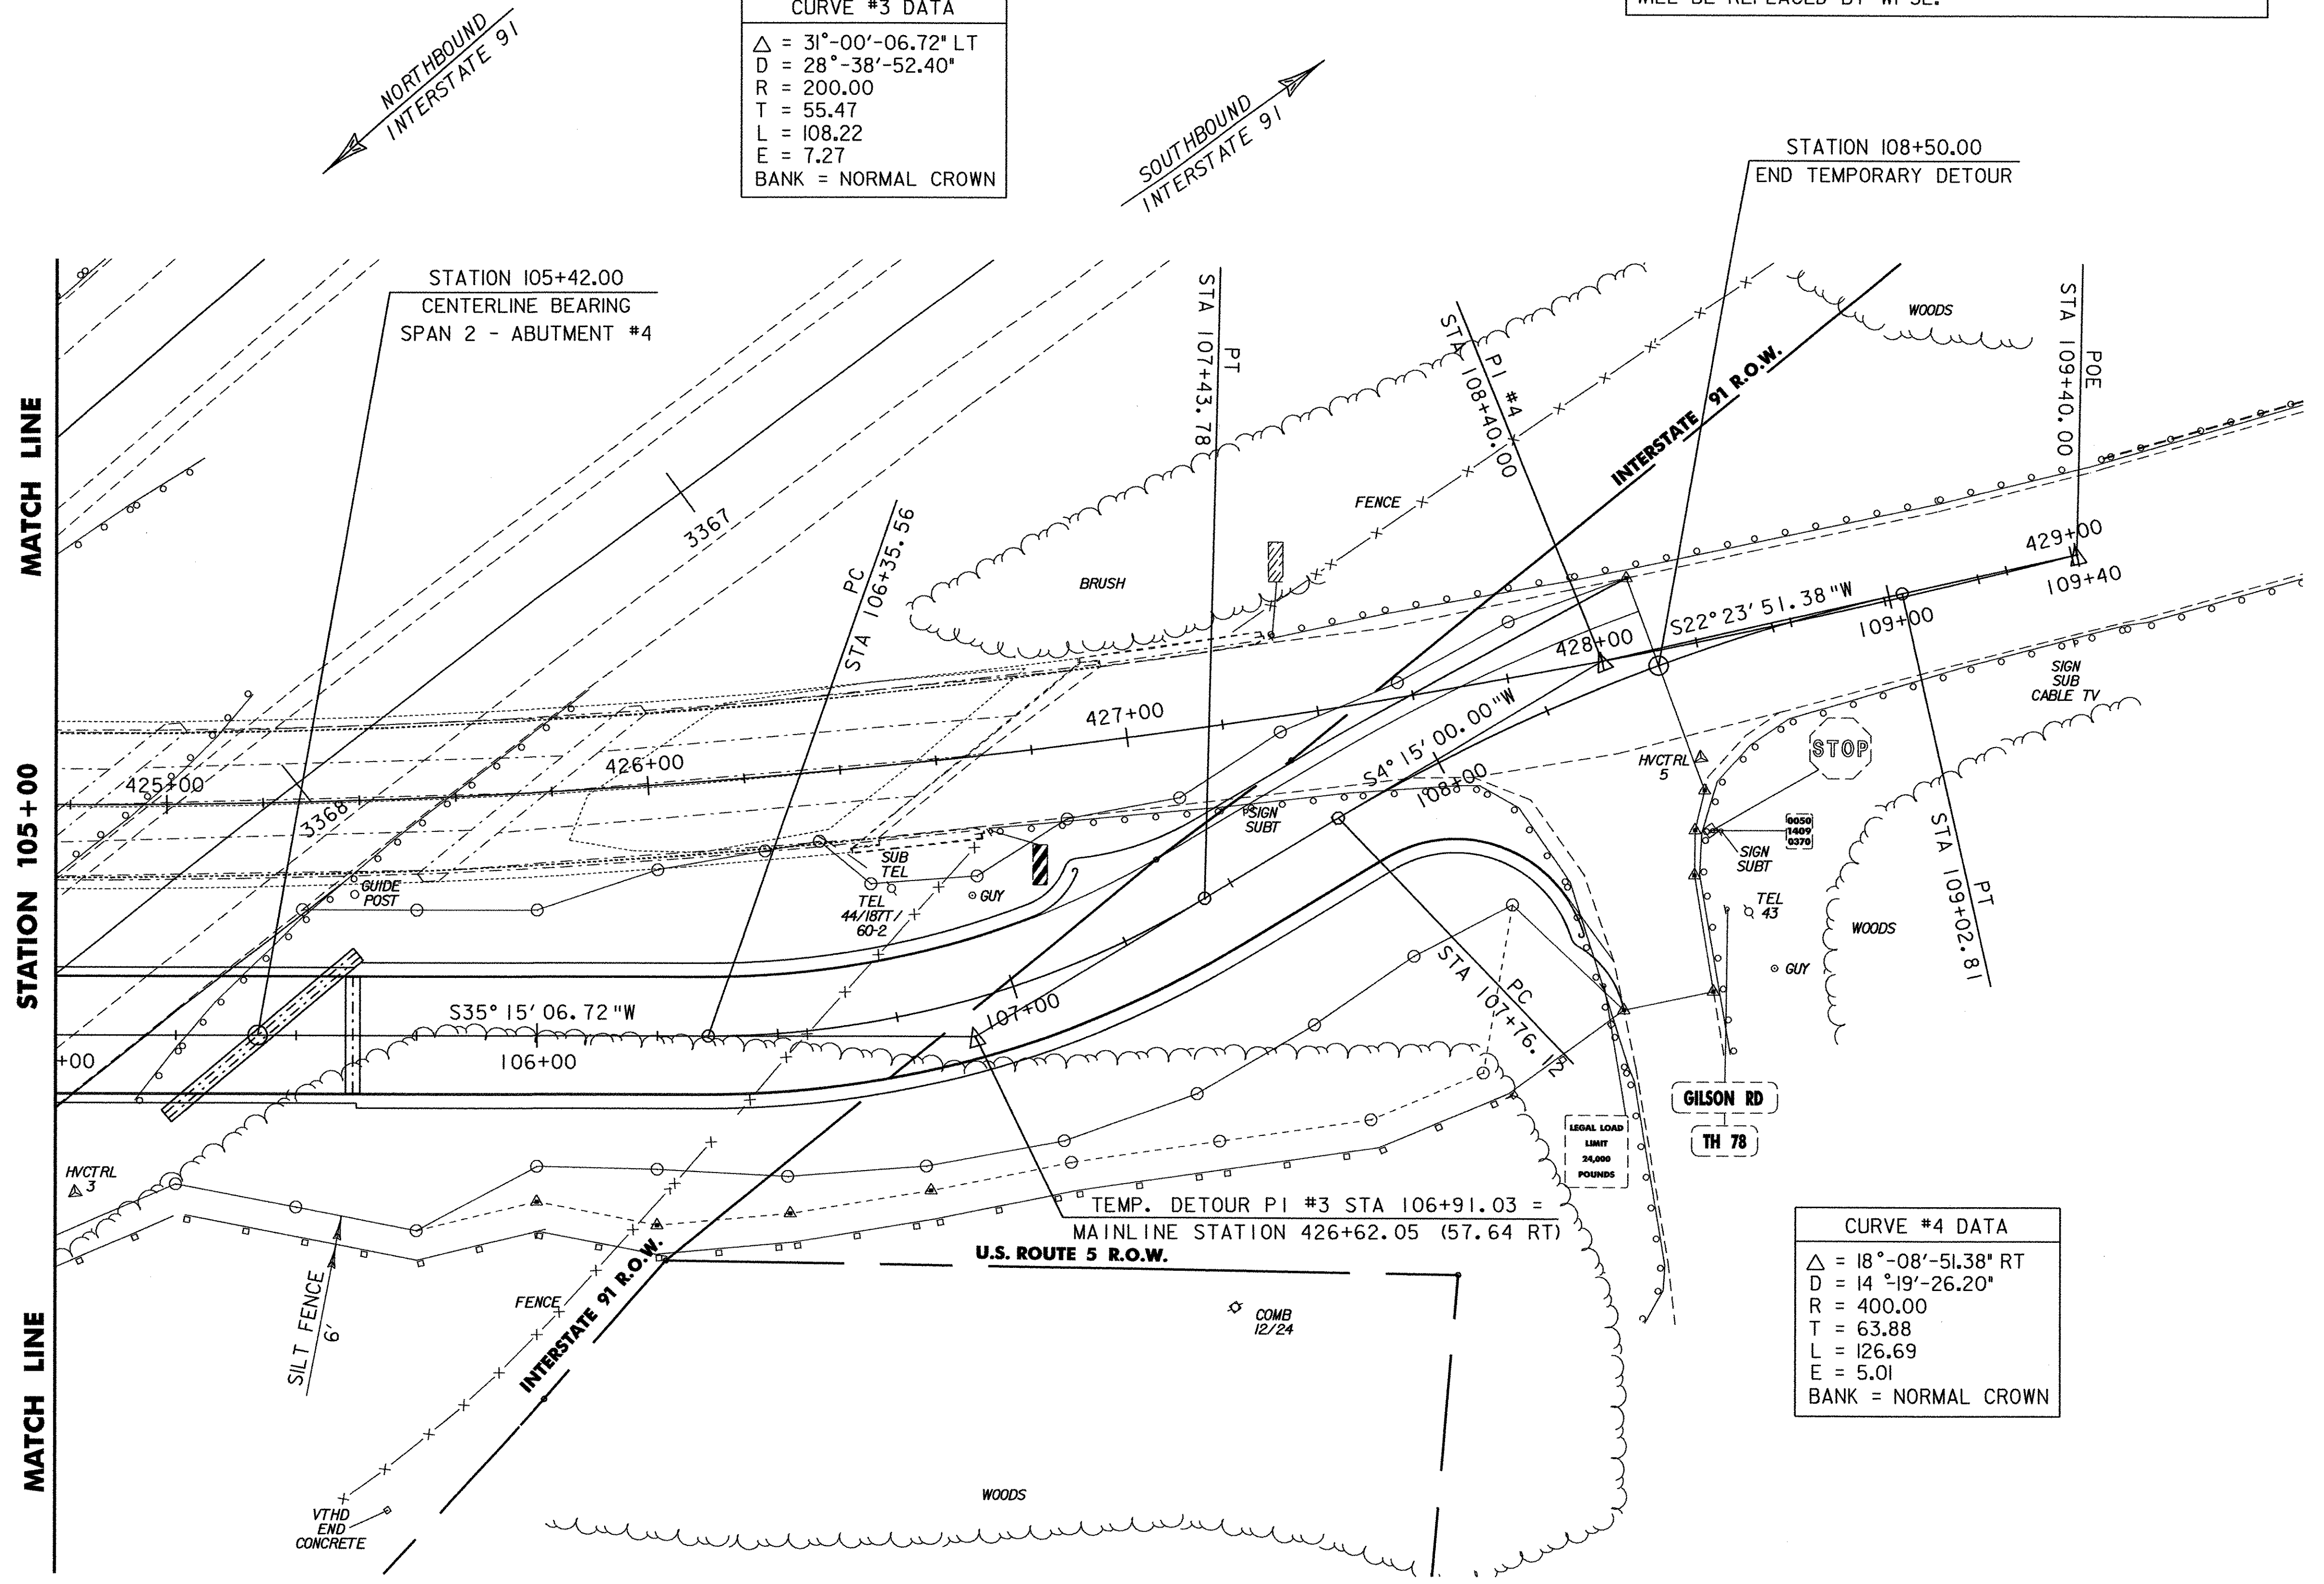 CURVE #3 DATA
△ = 31°-00'-06.72" LT
D = 28°-38'-52.40"
R = 200.00
T = 55.47
L = 108.22
E = 7.27
BANK = NORMAL CROWN
NORTHBOUND
INTERSTATE 91
SOUTHBOUND
INTERSTATE 91
STATION 108+50.00
END TEMPORARY DETOUR
STATION 105+42.00
CENTERLINE BEARING
SPAN 2 - ABUTMENT #4
MATCH LINE
STATION 105+00
MATCH LINE
PT
STA 107+43.78
PI #4
STA 108+40.00
INTERSTATE 91 R.O.W.
WOODS
POE
STA 109+40.00
3367
PC
STA 106+35.56
FENCE
BRUSH
429+00
109+40
S22°23'51.38"W
109+00
428+00
427+00
426+00
425+00
3368
S4°15'00.00"W
108+00
SIGN
SUB
CABLE TV
STOP
HVCTRL
5
0050
1409
0370
SIGN
SUBT
SIGN
SUBT
SUB
TEL
TEL
44/187T/
60-2
GUY
GUIDE
POST
TEL
43
WOODS
GUY
PT
STA 109+02.81
PC
STA 107+76.12
S35°15'06.72"W
107+00
106+00
+00
GILSON RD
TH 78
LEGAL LOAD
LIMIT
24,000
POUNDS
HVCTRL
3
TEMP. DETOUR PI #3 STA 106+91.03 =
MAINLINE STATION 426+62.05 (57.64 RT)
U.S. ROUTE 5 R.O.W.
SILT FENCE
6'
FENCE
INTERSTATE 91 R.O.W.
COMB
12/24
CURVE #4 DATA
△ = 18°-08'-51.38" RT
D = 14°-19'-26.20"
R = 400.00
T = 63.88
L = 126.69
E = 5.01
BANK = NORMAL CROWN
WOODS
VTHD
END
CONCRETE